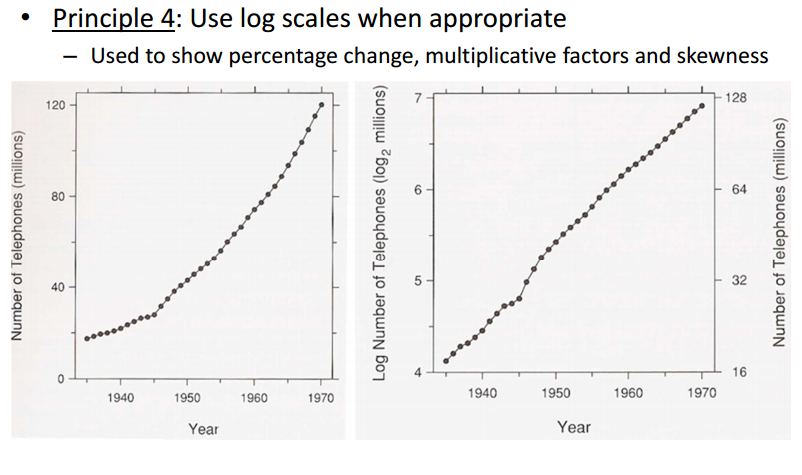 • Principle 4: Use log scales when appropriate
– Used to show percentage change, multiplicative factors and skewness
Number of Telephones (millions)
120
80
40
0
1940 1950 1960 1970
Year
Log Number of Telephones (log2 millions)
7
6
5
4
1940 1950 1960 1970
Year
128
64
32
16
Number of Telephones (millions)